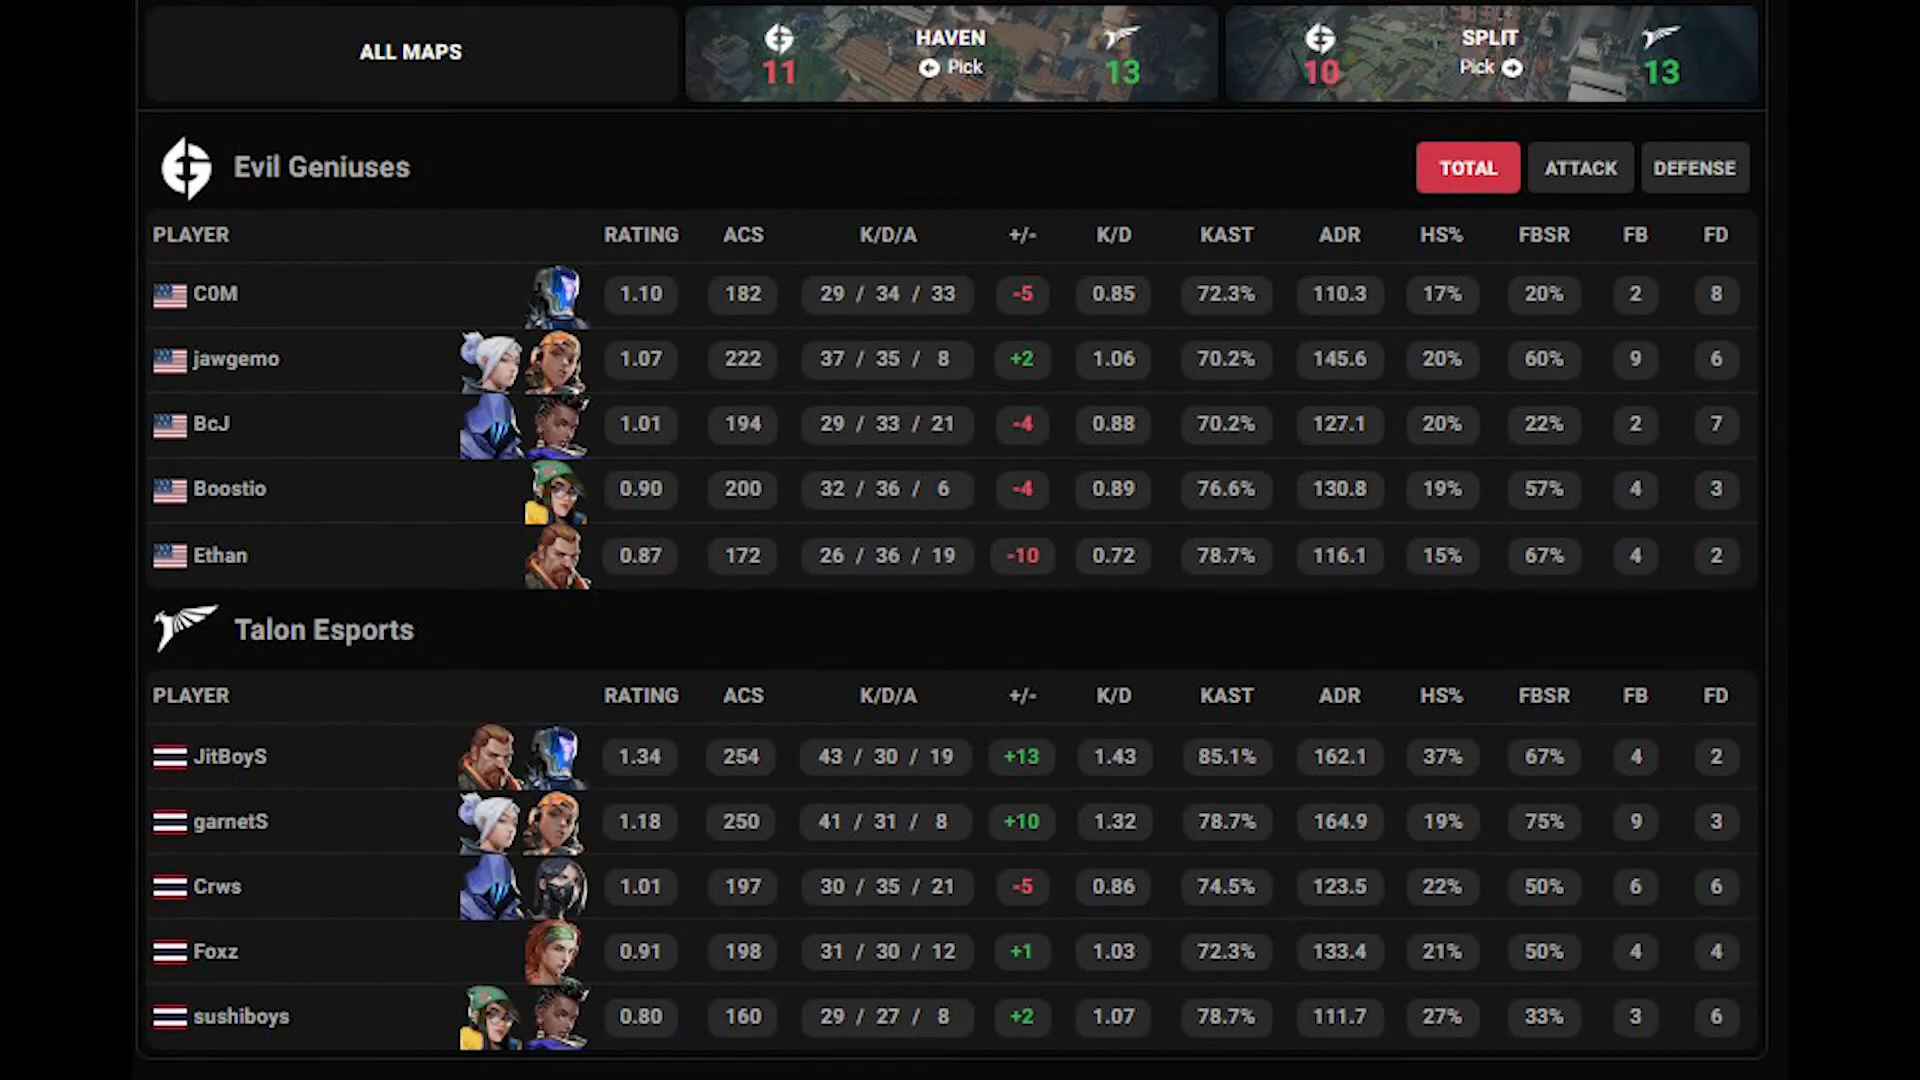 ALL MAPS
HAVEN
Pick
11
13
SPLIT
Pick
10
13
Evil Geniuses
TOTAL ATTACK DEFENSE
PLAYER RATING ACS K/D/A +/- K/D KAST ADR HS% FBSR FB FD
C0M 1.10 182 29 / 34 / 33 -5 0.85 72.3% 110.3 17% 20% 2 8
jawgemo 1.07 222 37 / 35 / 8 +2 1.06 70.2% 145.6 20% 60% 9 6
BcJ 1.01 194 29 / 33 / 21 -4 0.88 70.2% 127.1 20% 22% 2 7
Boostio 0.90 200 32 / 36 / 6 -4 0.89 76.6% 130.8 19% 57% 4 3
Ethan 0.87 172 26 / 36 / 19 -10 0.72 78.7% 116.1 15% 67% 4 2
Talon Esports
PLAYER RATING ACS K/D/A +/- K/D KAST ADR HS% FBSR FB FD
JitBoyS 1.34 254 43 / 30 / 19 +13 1.43 85.1% 162.1 37% 67% 4 2
garnetS 1.18 250 41 / 31 / 8 +10 1.32 78.7% 164.9 19% 75% 9 3
Crws 1.01 197 30 / 35 / 21 -5 0.86 74.5% 123.5 22% 50% 6 6
Foxz 0.91 198 31 / 30 / 12 +1 1.03 72.3% 133.4 21% 50% 4 4
sushiboys 0.80 160 29 / 27 / 8 +2 1.07 78.7% 111.7 27% 33% 3 6